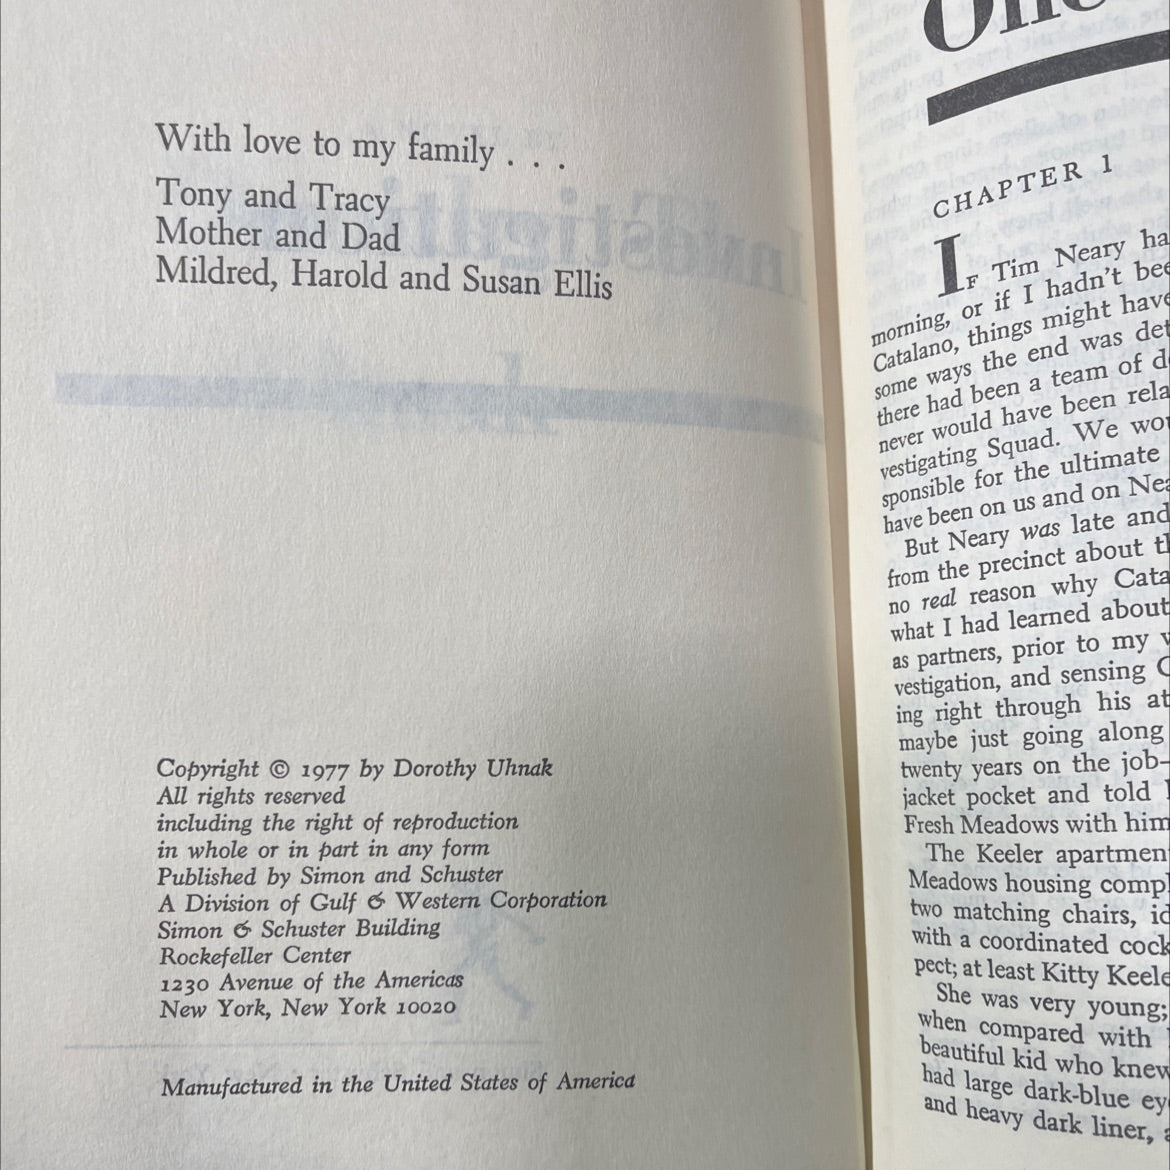 With love to my family . . .
Tony and Tracy
Mother and Dad
Mildred, Harold and Susan Ellis
Copyright © 1977 by Dorothy Uhnak
All rights reserved
including the right of reproduction
in whole or in part in any form
Published by Simon and Schuster
A Division of Gulf & Western Corporation
Simon & Schuster Building
Rockefeller Center
1230 Avenue of the Americas
New York, New York 10020
Manufactured in the United States of America
CHAPTER 1
IF Tim Neary ha
morning, or if I hadn't bee
Catalano, things might have
some ways the end was det
there had been a team of d
never would have been rela
vestigating Squad. We wou
sponsible for the ultimate
have been on us and on Nea
But Neary was late and
from the precinct about th
no real reason why Cata
what I had learned about
as partners, prior to my
vestigation, and sensing C
ing right through his at
maybe just going along
twenty years on the job—
jacket pocket and told
Fresh Meadows with him
The Keeler apartment
Meadows housing compl
two matching chairs, id
with a coordinated cock
pect; at least Kitty Keele
She was very young;
when compared with
beautiful kid who knew
had large dark-blue ey
and heavy dark liner,